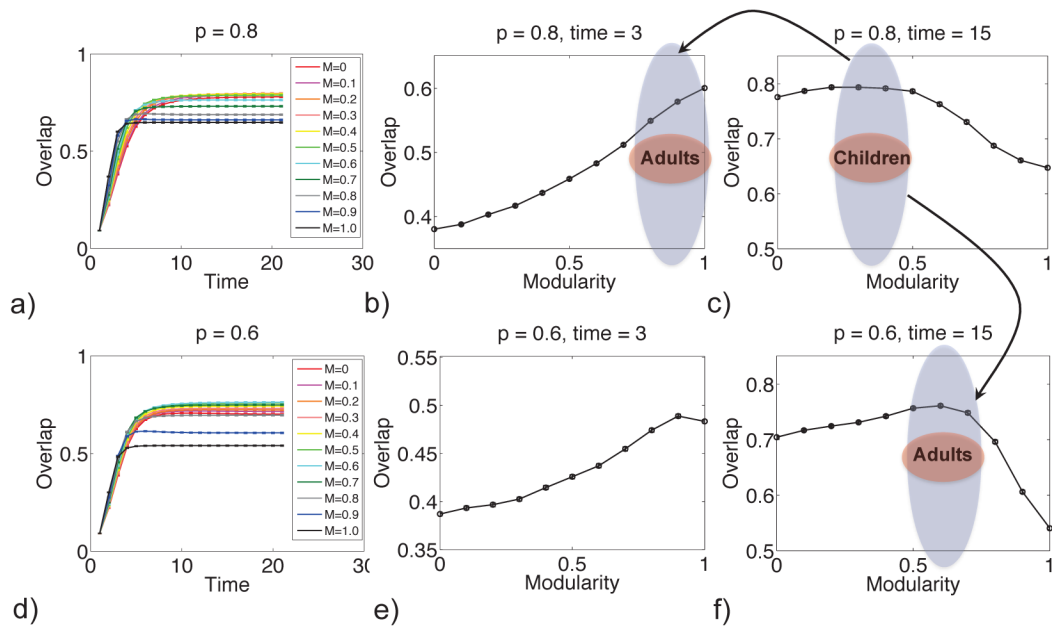 p = 0.8
Overlap
1
0.5
0
0
10
20
30
Time
M=0
M=0.1
M=0.2
M=0.3
M=0.4
M=0.5
M=0.6
M=0.7
M=0.8
M=0.9
M=1.0
a)
p = 0.8, time = 3
Overlap
0.6
0.5
0.4
0
0.5
1
Modularity
Adults
b)
p = 0.8, time = 15
Overlap
0.8
0.7
0.6
0.5
0
0.5
1
Modularity
Children
c)
p = 0.6
Overlap
1
0.5
0
0
10
20
30
Time
M=0
M=0.1
M=0.2
M=0.3
M=0.4
M=0.5
M=0.6
M=0.7
M=0.8
M=0.9
M=1.0
d)
p = 0.6, time = 3
Overlap
0.55
0.5
0.45
0.4
0.35
0
0.5
1
Modularity
e)
p = 0.6, time = 15
Overlap
0.8
0.7
0.6
0.5
0
0.5
1
Modularity
Adults
f)